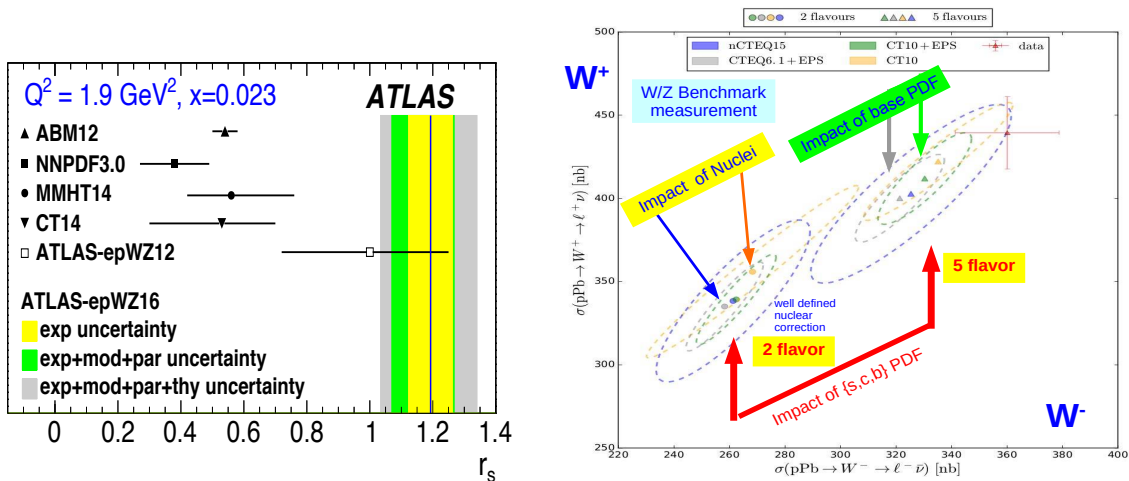 Q² = 1.9 GeV², x=0.023
ATLAS
ABM12
NNPDF3.0
MMHT14
CT14
ATLAS-epWZ12
ATLAS-epWZ16
exp uncertainty
exp+mod+par uncertainty
exp+mod+par+thy uncertainty
0 0.2 0.4 0.6 0.8 1 1.2 1.4
r_s
2 flavours 5 flavours
nCTEQ15 CT10+EPS data
CTEQ6.1+EPS CT10
W⁺
W/Z Benchmark
measurement
Impact of base PDF
Impact of Nuclei
5 flavor
well defined
nuclear
correction
2 flavor
Impact of {s,c,b} PDF
W⁻
500
450
400
350
300
250
σ(pPb→W⁺→ℓ⁺ν) [nb]
220 240 260 280 300 320 340 360 380 400
σ(pPb→W⁻→ℓ⁻ν̄) [nb]